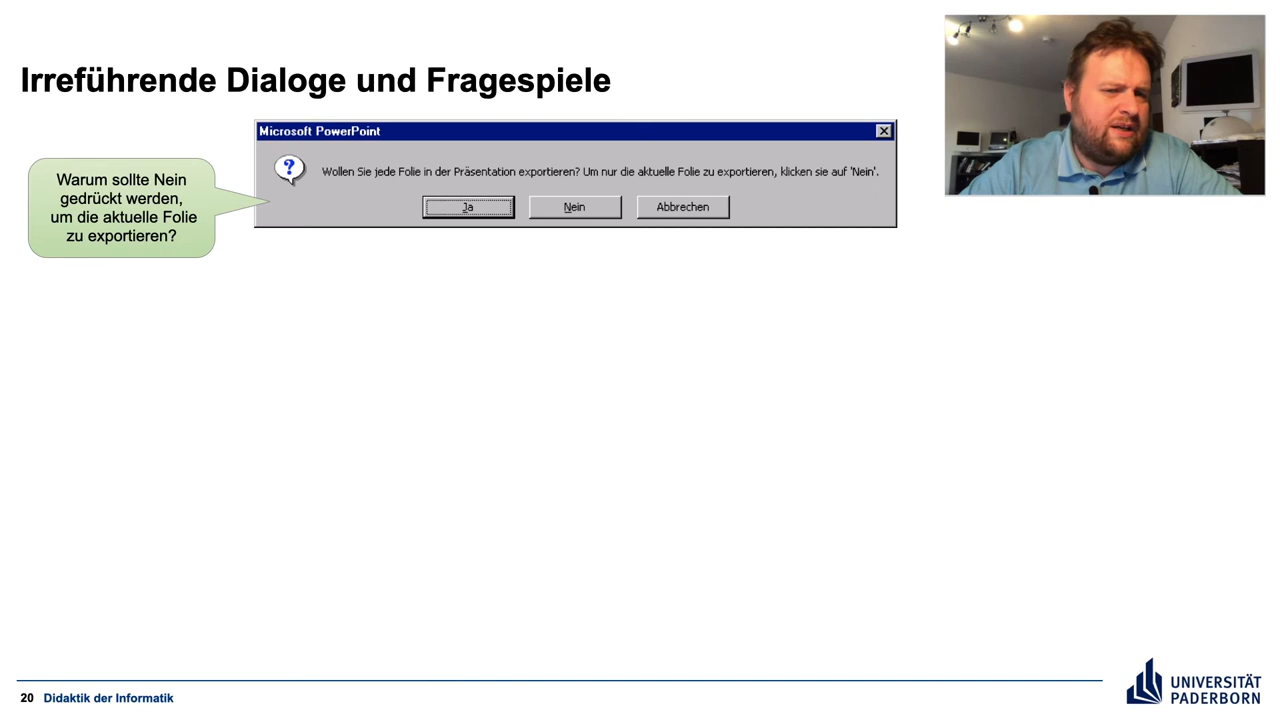 Irreführende Dialoge und Fragespiele
Microsoft PowerPoint
Warum sollte Nein
gedrückt werden,
um die aktuelle Folie
zu exportieren?
?
Wollen Sie jede Folie in der Präsentation exportieren? Um nur die aktuelle Folie zu exportieren, klicken sie auf 'Nein'.
Ja
Nein
Abbrechen
20 Didaktik der Informatik
UNIVERSITÄT
PADERBORN